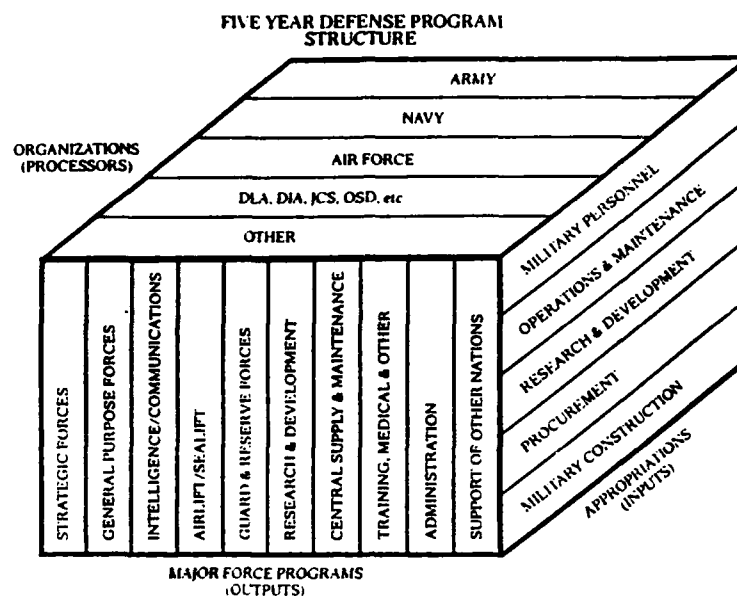 FIVE YEAR DEFENSE PROGRAM
STRUCTURE
ORGANIZATIONS
(PROCESSORS)
ARMY
NAVY
AIR FORCE
DLA, DIA, JCS, OSD, etc
OTHER
MILITARY PERSONNEL
OPERATIONS & MAINTENANCE
RESEARCH & DEVELOPMENT
PROCUREMENT
MILITARY CONSTRUCTION
APPROPRIATIONS
(INPUTS)
STRATEGIC FORCES
GENERAL PURPOSE FORCES
INTELLIGENCE/COMMUNICATIONS
AIRLIFT/SEALIFT
GUARD & RESERVE FORCES
RESEARCH & DEVELOPMENT
CENTRAL SUPPLY & MAINTENANCE
TRAINING, MEDICAL & OTHER
ADMINISTRATION
SUPPORT OF OTHER NATIONS
MAJOR FORCE PROGRAMS
(OUTPUTS)